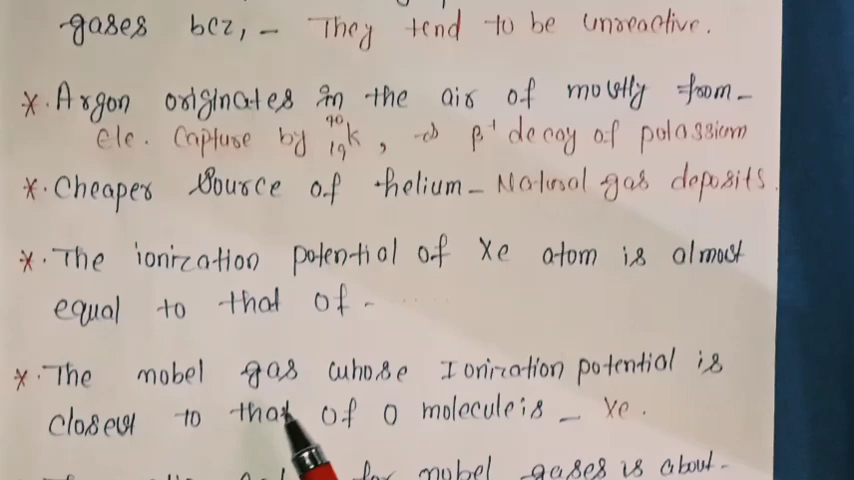 gases bcz, - They tend to be unreactive.
*. Argon originates in the air of mostly from-
ele. Capture by ⁴⁰₁₉K, → β⁺ decay of potassium
*. Cheaper Source of helium - Natural gas deposits.
*. The ionization potential of Xe atom is almost
equal to that of -
*. The nobel gas whose Ionization potential is
closest to that of O molecule is - Xe.
for nobel gases is about-